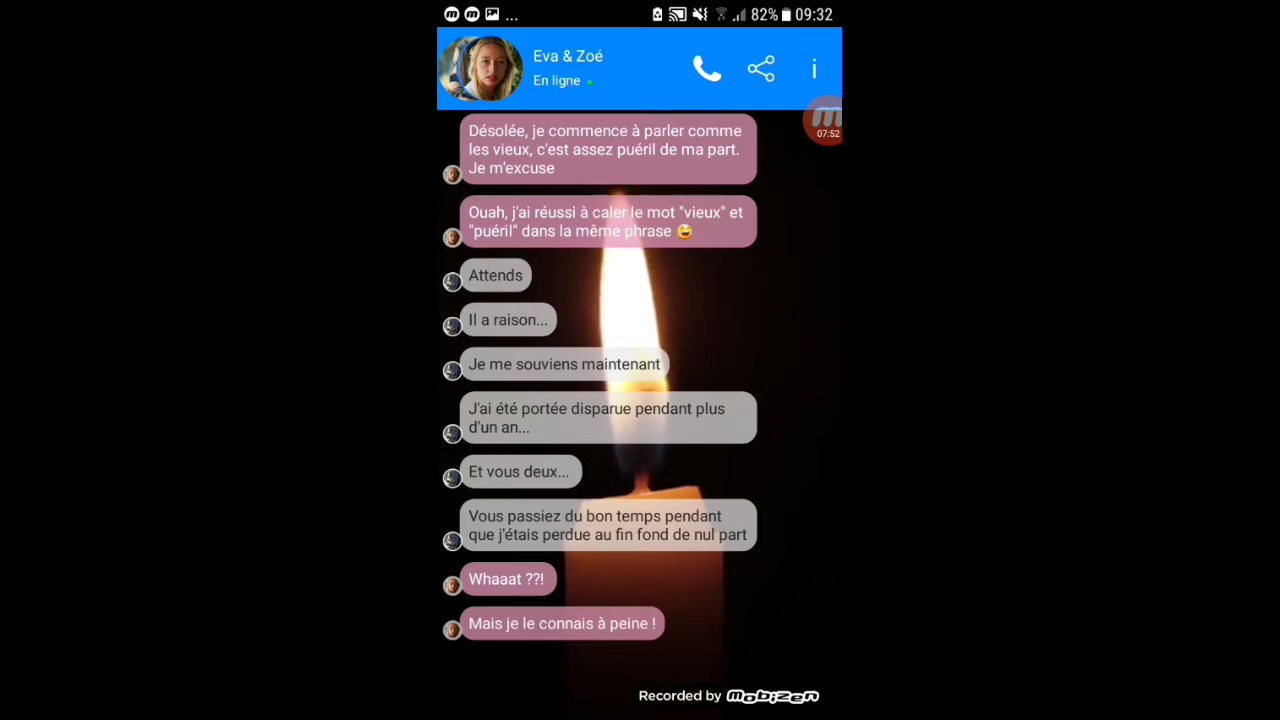 ... 82% 09:32
Eva & Zoé
En ligne
07:52
Désolée, je commence à parler comme
les vieux, c'est assez puéril de ma part.
Je m'excuse
Ouah, j'ai réussi à caler le mot "vieux" et
"puéril" dans la même phrase 😂
Attends
Il a raison...
Je me souviens maintenant
J'ai été portée disparue pendant plus
d'un an...
Et vous deux...
Vous passiez du bon temps pendant
que j'étais perdue au fin fond de nul part
Whaaat ??!
Mais je le connais à peine !
Recorded by mobizen